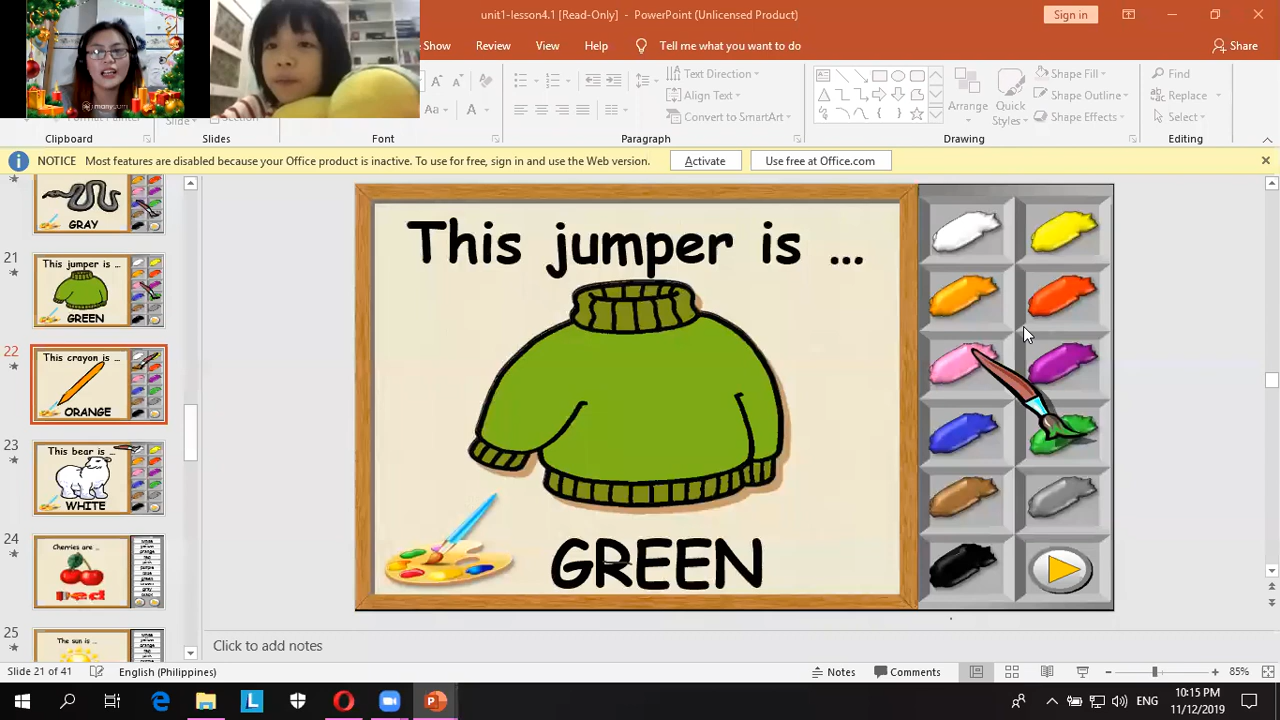 unit1-lesson4.1 [Read-Only] - PowerPoint (Unlicensed Product)
Sign in
Show
Review
View
Help
Tell me what you want to do
Share
Text Direction
Align Text
Convert to SmartArt
Arrange
Quick
Styles
Shape Fill
Shape Outline
Shape Effects
Find
Replace
Select
Clipboard
Slides
Font
Paragraph
Drawing
Editing
NOTICE Most features are disabled because your Office product is inactive. To use for free, sign in and use the Web version.
Activate
Use free at Office.com
GRAY
21
This jumper is ...
GREEN
22
This crayon is ...
ORANGE
23
This bear is ...
WHITE
24
Cherries are ...
red
25
The sun is ...
This jumper is ...
GREEN
Click to add notes
Slide 21 of 41
English (Philippines)
Notes
Comments
85%
ENG
10:15 PM
11/12/2019